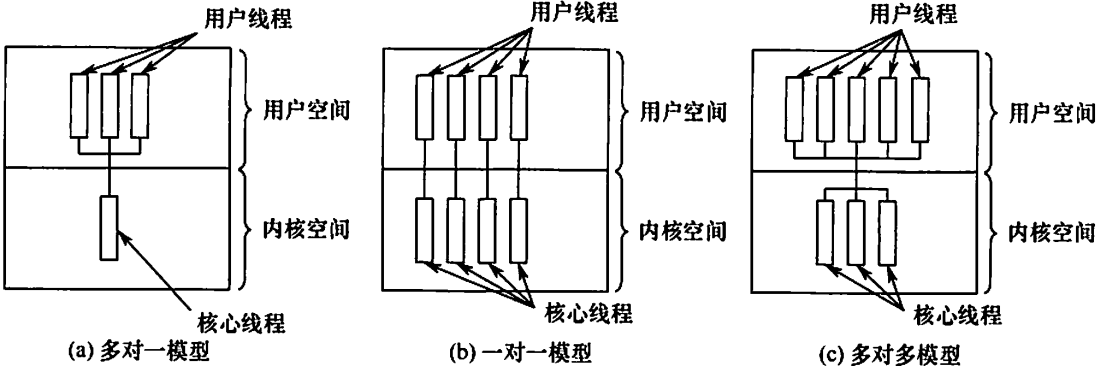 用户线程
用户空间
内核空间
核心线程
(a) 多对一模型
用户线程
用户空间
内核空间
核心线程
(b) 一对一模型
用户线程
用户空间
内核空间
核心线程
(c) 多对多模型